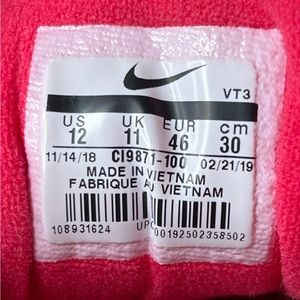 VT3
US UK EUR cm
12 11 46 30
11/14/18 CI9871-100 02/21/19
MADE IN VIETNAM
FABRIQUE AU VIETNAM
108931624 UPC 00192502358502